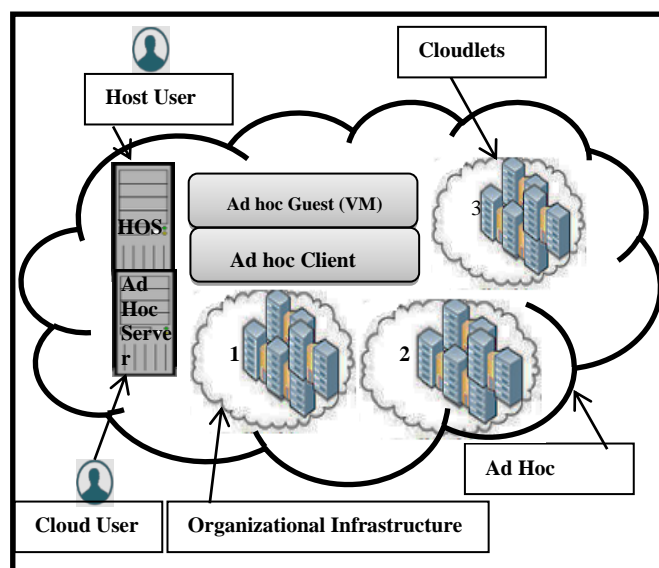 Cloudlets
Host User
HOS
Ad hoc Guest (VM)
3
Ad hoc Client
Ad
Hoc
Serve
r
1
2
Ad Hoc
Cloud User
Organizational Infrastructure